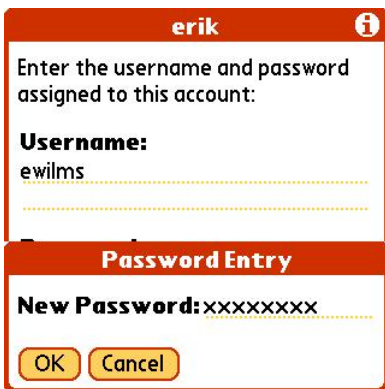 erik
Enter the username and password
assigned to this account:
Username:
ewilms
Password Entry
New Password: xxxxxxxx
OK Cancel